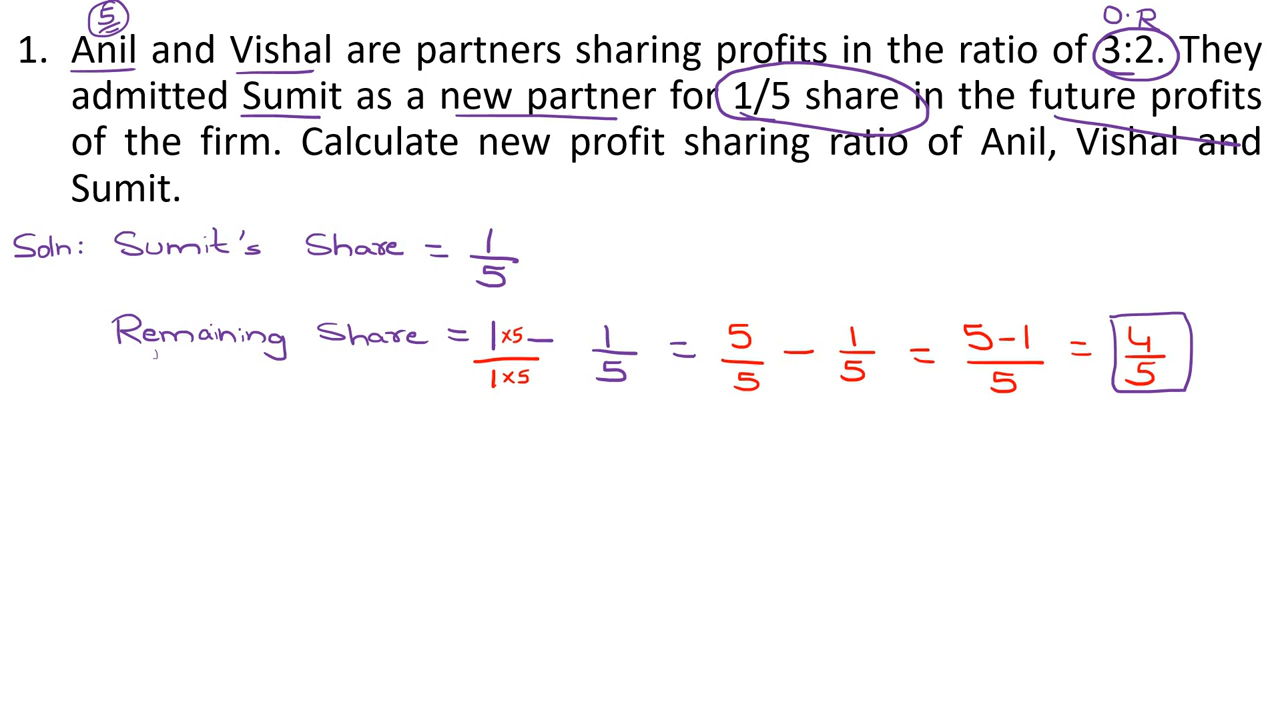 5
O.R
1. Anil and Vishal are partners sharing profits in the ratio of 3:2. They
admitted Sumit as a new partner for 1/5 share in the future profits
of the firm. Calculate new profit sharing ratio of Anil, Vishal and
Sumit.
Soln: Sumit's Share = 1/5
Remaining Share = 1×5/1×5 - 1/5 = 5/5 - 1/5 = 5-1/5 = 4/5